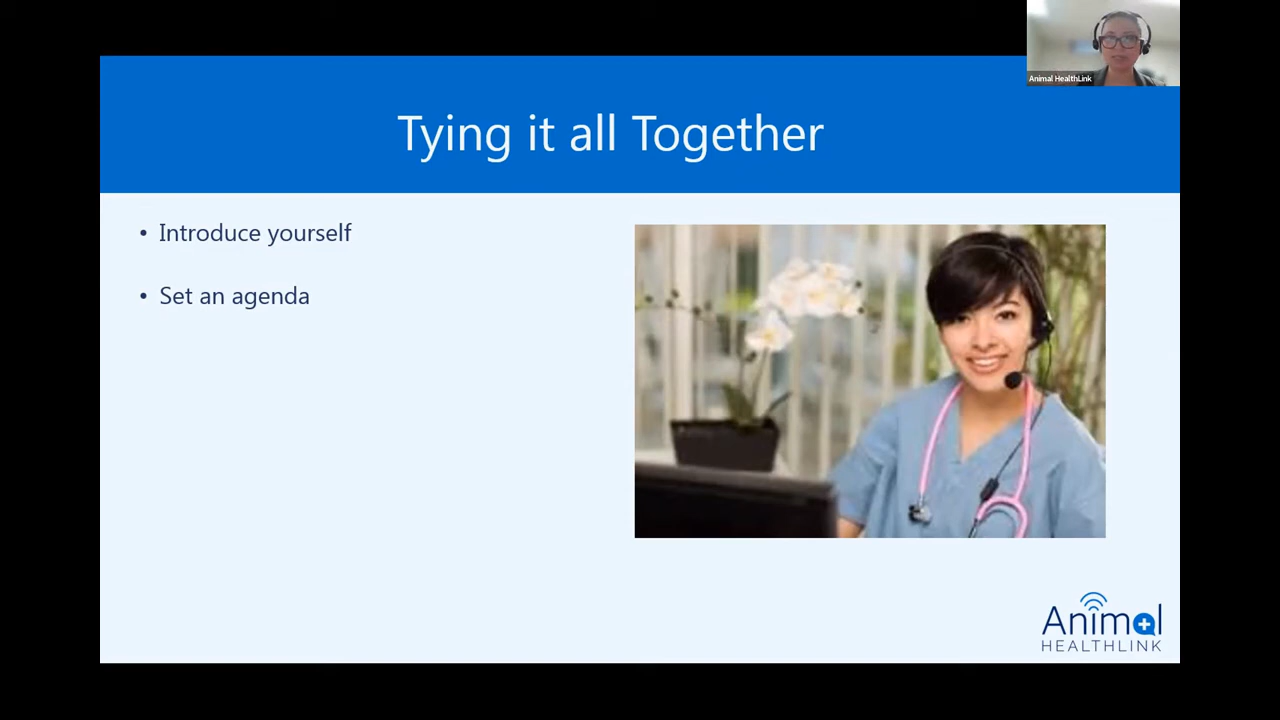 Animal HealthLink
Tying it all Together
• Introduce yourself
• Set an agenda
Animal
HEALTHLINK